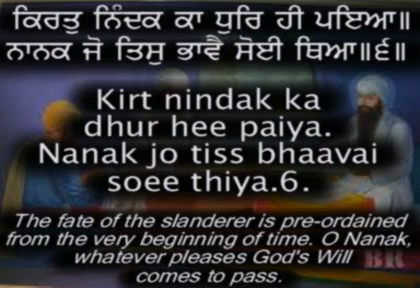 ਕਿਰਤੁ ਨਿੰਦਕ ਕਾ ਧੁਰਿ ਹੀ ਪਇਆ॥
ਨਾਨਕ ਜੋ ਤਿਸੁ ਭਾਵੈ ਸੋਈ ਥਿਆ॥੬॥
Kirt nindak ka
dhur hee paiya.
Nanak jo tiss bhaavai
soee thiya.6.
The fate of the slanderer is pre-ordained
from the very beginning of time. O Nanak,
whatever pleases God's Will
comes to pass.
BR